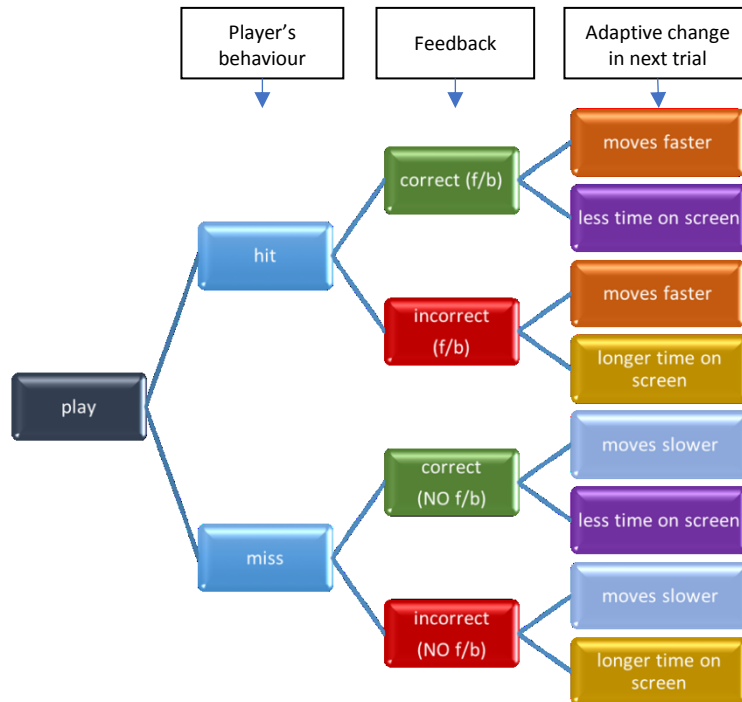 Player's
behaviour
Feedback
Adaptive change
in next trial
play
hit
correct (f/b)
moves faster
less time on screen
incorrect
(f/b)
moves faster
longer time on
screen
miss
correct
(NO f/b)
moves slower
less time on screen
incorrect
(NO f/b)
moves slower
longer time on
screen